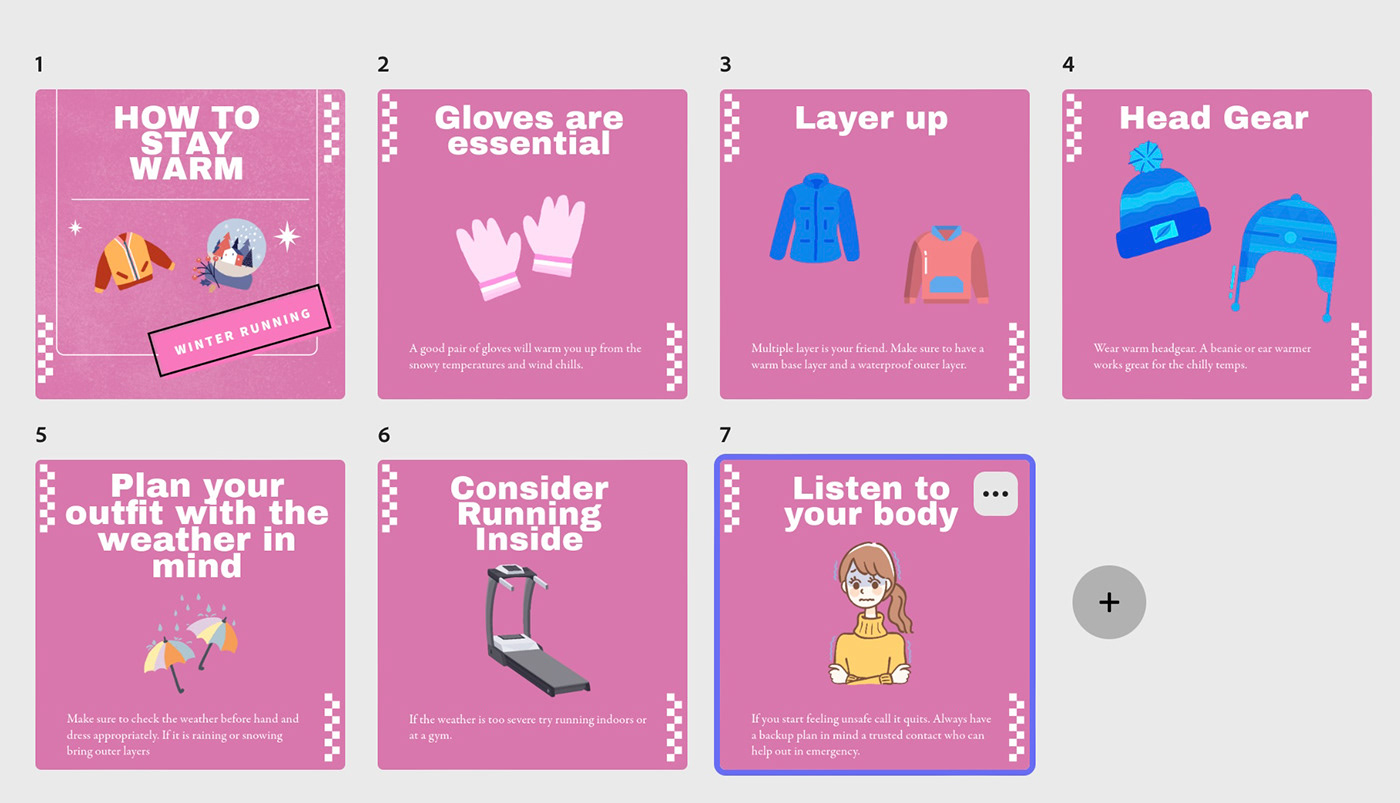 1
HOW TO
STAY
WARM
WINTER RUNNING
2
Gloves are
essential
A good pair of gloves will warm you up from the
snowy temperatures and wind chills.
3
Layer up
Multiple layer is your friend. Make sure to have a
warm base layer and a waterproof outer layer.
4
Head Gear
Wear warm headgear. A beanie or ear warmer
works great for the chilly temps.
5
Plan your
outfit with the
weather in
mind
Make sure to check the weather before hand and
dress appropriately. If it is raining or snowing
bring outer layers
6
Consider
Running
Inside
If the weather is too severe try running indoors or
at a gym.
7
Listen to
your body
If you start feeling unsafe call it quits. Always have
a backup plan in mind a trusted contact who can
help out in emergency.